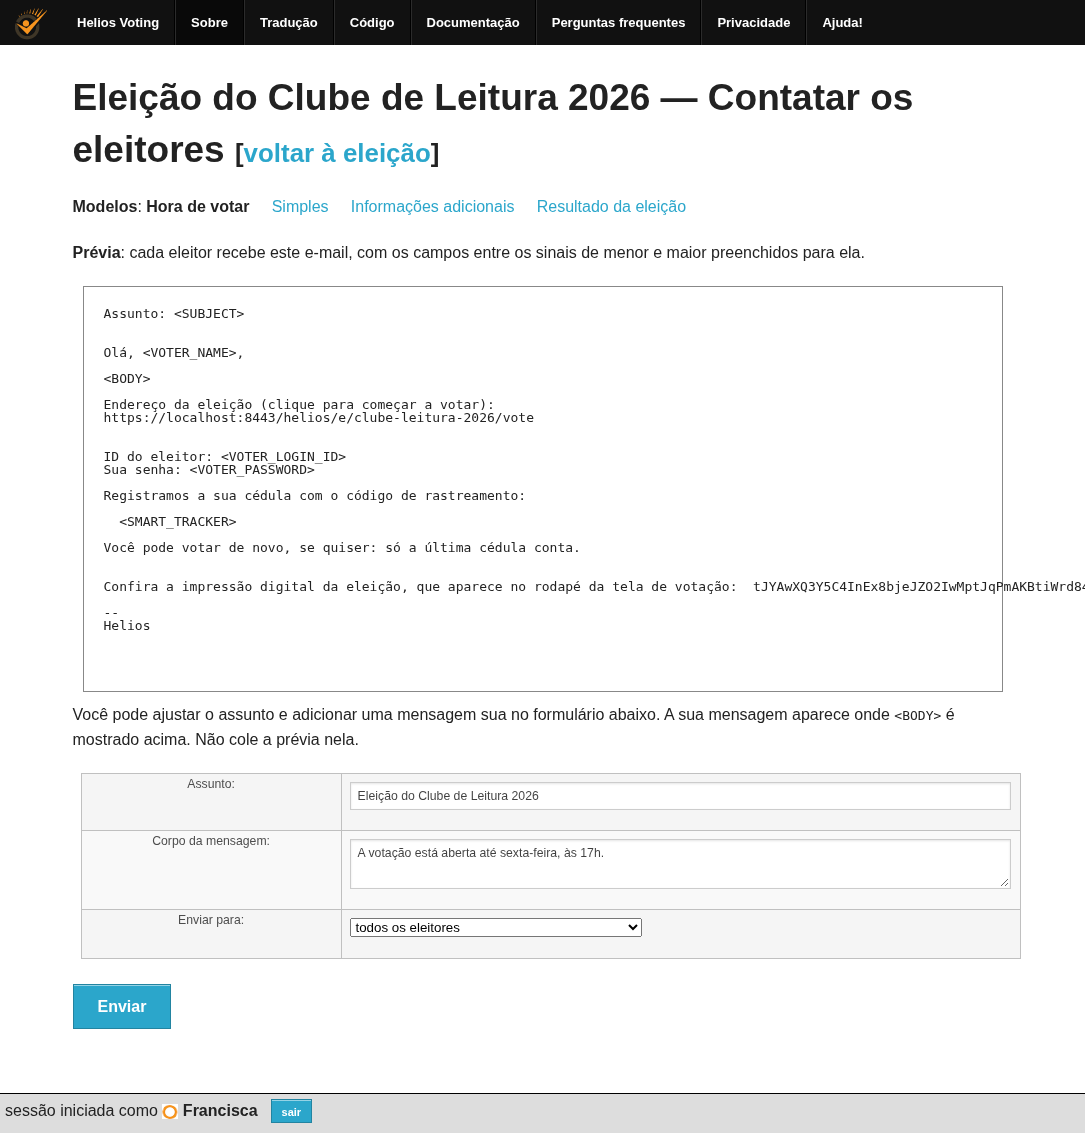 Helios Voting Sobre Tradução Código Documentação Perguntas frequentes Privacidade Ajuda!
Eleição do Clube de Leitura 2026 — Contatar os
eleitores [voltar à eleição]
Modelos: Hora de votar Simples Informações adicionais Resultado da eleição
Prévia: cada eleitor recebe este e-mail, com os campos entre os sinais de menor e maior preenchidos para ela.
Assunto: <SUBJECT>
Olá, <VOTER_NAME>,
<BODY>
Endereço da eleição (clique para começar a votar):
https://localhost:8443/helios/e/clube-leitura-2026/vote
ID do eleitor: <VOTER_LOGIN_ID>
Sua senha: <VOTER_PASSWORD>
Registramos a sua cédula com o código de rastreamento:
<SMART_TRACKER>
Você pode votar de novo, se quiser: só a última cédula conta.
Confira a impressão digital da eleição, que aparece no rodapé da tela de votação: tJYAwXQ3Y5C4InEx8bjeJZO2IwMptJqPmAKBtiWrd84
--
Helios
Você pode ajustar o assunto e adicionar uma mensagem sua no formulário abaixo. A sua mensagem aparece onde <BODY> é
mostrado acima. Não cole a prévia nela.
Assunto:
Eleição do Clube de Leitura 2026
Corpo da mensagem:
A votação está aberta até sexta-feira, às 17h.
Enviar para:
todos os eleitores
Enviar
sessão iniciada como Francisca sair